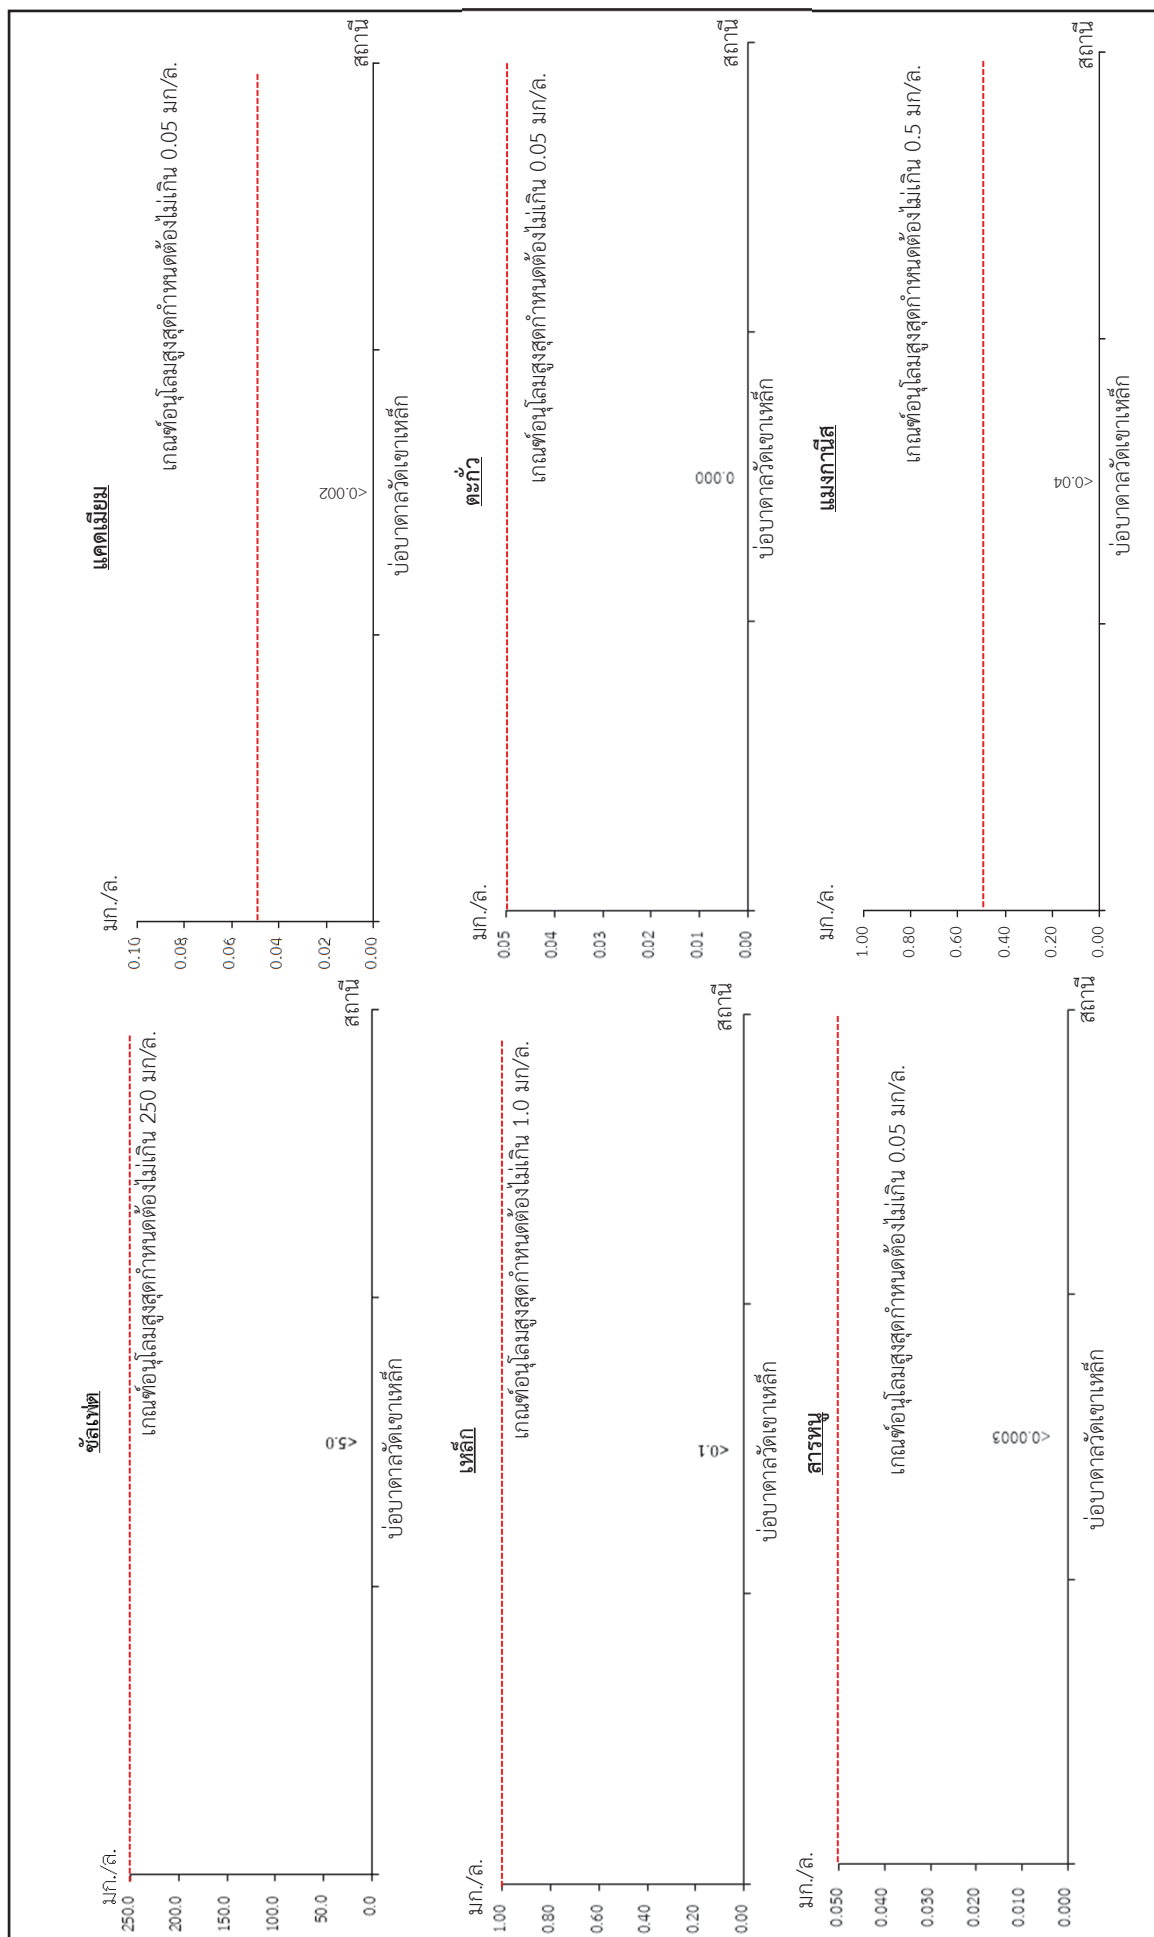 ซัลเฟต
มก./ล.
250.0
200.0
150.0
100.0
50.0
0.0
เกณฑ์อนุโลมสูงสุดกำหนดต้องไม่เกิน 250 มก/ล.
<5.0
บ่อบาดาลวัดเขาเหล็ก
สถานี
แคดเมียม
มก./ล.
0.10
0.08
0.06
0.04
0.02
0.00
เกณฑ์อนุโลมสูงสุดกำหนดต้องไม่เกิน 0.05 มก/ล.
<0.002
บ่อบาดาลวัดเขาเหล็ก
สถานี
เหล็ก
มก./ล.
1.00
0.80
0.60
0.40
0.20
0.00
เกณฑ์อนุโลมสูงสุดกำหนดต้องไม่เกิน 1.0 มก/ล.
<0.1
บ่อบาดาลวัดเขาเหล็ก
สถานี
ตะกั่ว
มก./ล.
0.05
0.04
0.03
0.02
0.01
0.00
เกณฑ์อนุโลมสูงสุดกำหนดต้องไม่เกิน 0.05 มก/ล.
0.000
บ่อบาดาลวัดเขาเหล็ก
สถานี
สารหนู
มก./ล.
0.050
0.040
0.030
0.020
0.010
0.000
เกณฑ์อนุโลมสูงสุดกำหนดต้องไม่เกิน 0.05 มก/ล.
<0.0003
บ่อบาดาลวัดเขาเหล็ก
สถานี
แมงกานีส
มก./ล.
1.00
0.80
0.60
0.40
0.20
0.00
เกณฑ์อนุโลมสูงสุดกำหนดต้องไม่เกิน 0.5 มก/ล.
<0.04
บ่อบาดาลวัดเขาเหล็ก
สถานี